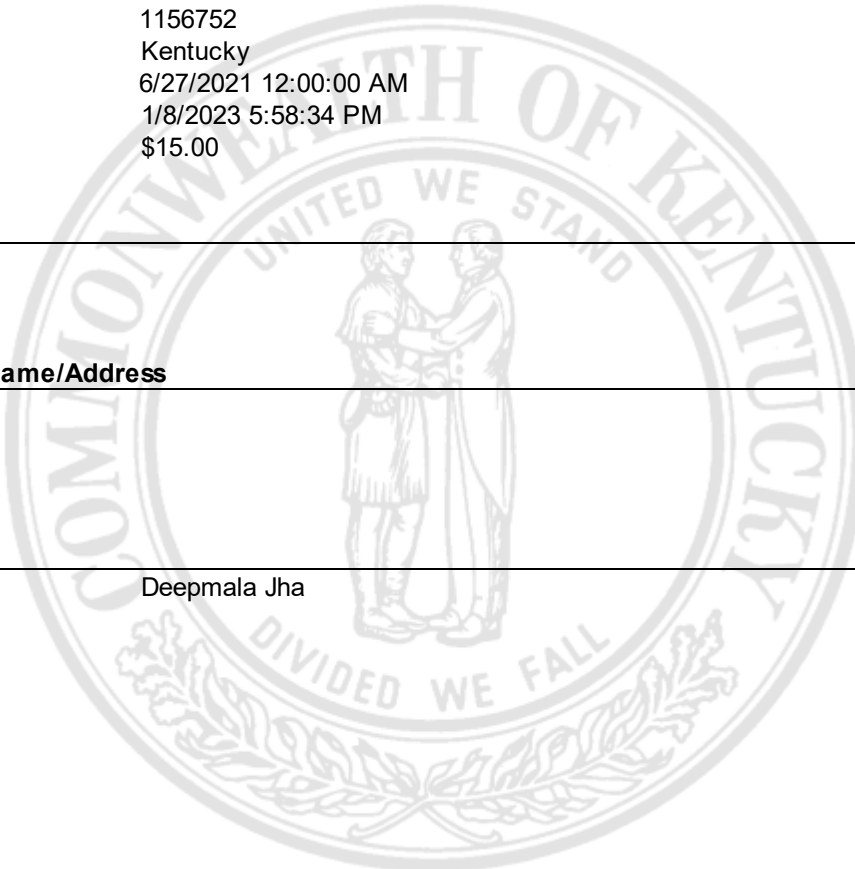 1156752
Kentucky
6/27/2021 12:00:00 AM
1/8/2023 5:58:34 PM
$15.00
COMMONWEALTH OF KENTUCKY
UNITED WE STAND
ame/Address
Deepmala Jha
DIVIDED WE FALL